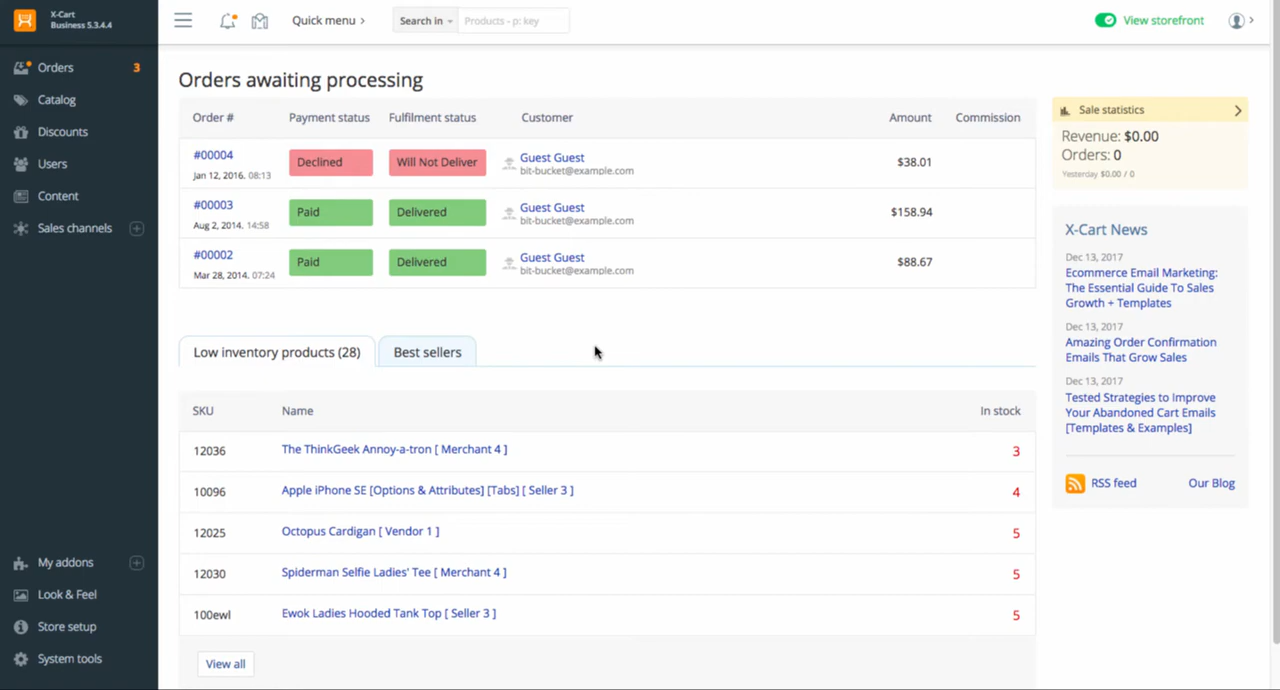 X-Cart
Business 5.3.4.4
Quick menu
Search in
Products - p: key
View storefront
Orders 3
Catalog
Discounts
Users
Content
Sales channels
My addons
Look & Feel
Store setup
System tools
Orders awaiting processing
Order # Payment status Fulfilment status Customer Amount Commission
#00004 Declined Will Not Deliver Guest Guest $38.01
Jan 12, 2016. 08:13 bit-bucket@example.com
#00003 Paid Delivered Guest Guest $158.94
Aug 2, 2014. 14:58 bit-bucket@example.com
#00002 Paid Delivered Guest Guest $88.67
Mar 28, 2014. 07:24 bit-bucket@example.com
Low inventory products (28) Best sellers
SKU Name In stock
12036 The ThinkGeek Annoy-a-tron [ Merchant 4 ] 3
10096 Apple iPhone SE [Options & Attributes] [Tabs] [ Seller 3 ] 4
12025 Octopus Cardigan [ Vendor 1 ] 5
12030 Spiderman Selfie Ladies' Tee [ Merchant 4 ] 5
100ewl Ewok Ladies Hooded Tank Top [ Seller 3 ] 5
View all
Sale statistics
Revenue: $0.00
Orders: 0
Yesterday $0.00 / 0
X-Cart News
Dec 13, 2017
Ecommerce Email Marketing:
The Essential Guide To Sales
Growth + Templates
Dec 13, 2017
Amazing Order Confirmation
Emails That Grow Sales
Dec 13, 2017
Tested Strategies to Improve
Your Abandoned Cart Emails
[Templates & Examples]
RSS feed Our Blog